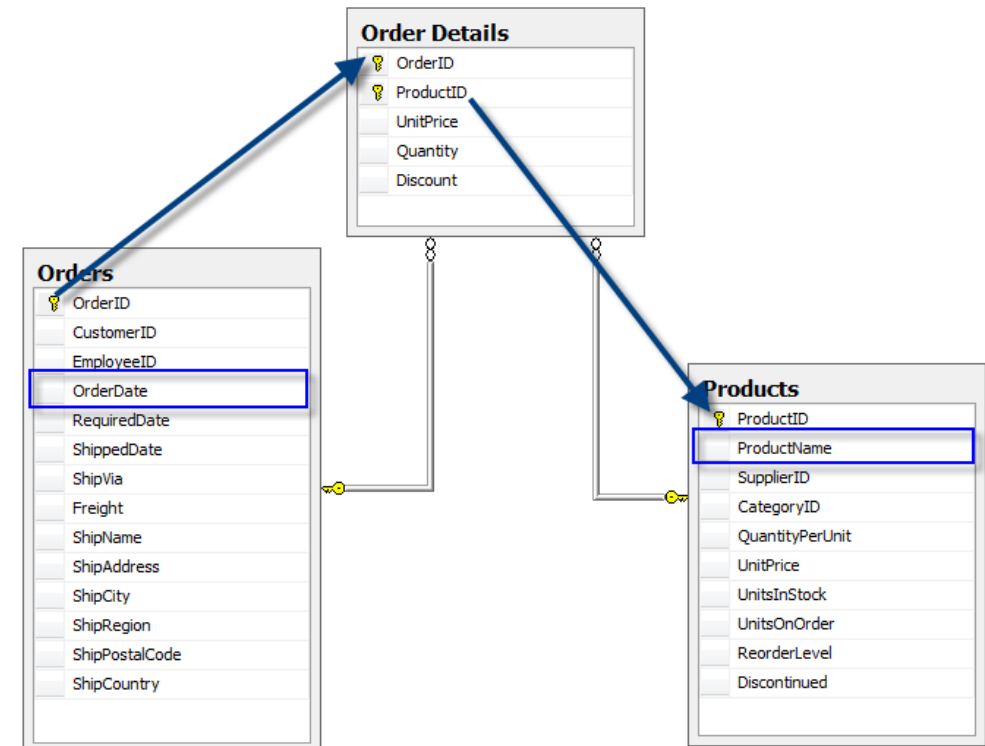 Order Details
OrderID
ProductID
UnitPrice
Quantity
Discount
Orders
OrderID
CustomerID
EmployeeID
OrderDate
RequiredDate
ShippedDate
ShipVia
Freight
ShipName
ShipAddress
ShipCity
ShipRegion
ShipPostalCode
ShipCountry
Products
ProductID
ProductName
SupplierID
CategoryID
QuantityPerUnit
UnitPrice
UnitsInStock
UnitsOnOrder
ReorderLevel
Discontinued